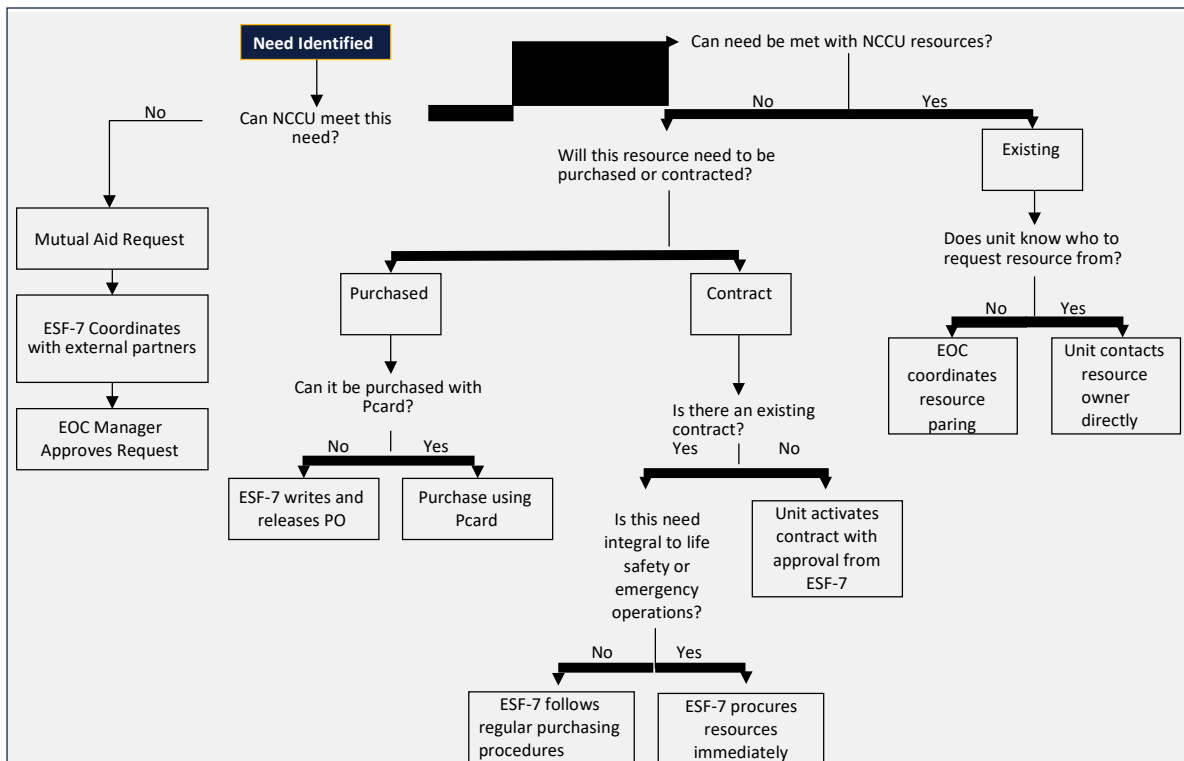 Need Identified
Can need be met with NCCU resources?
No
Can NCCU meet this
need?
No
Yes
Will this resource need to be
purchased or contracted?
Existing
Mutual Aid Request
Does unit know who to
request resource from?
Purchased
Contract
ESF-7 Coordinates
with external partners
No
Yes
EOC
coordinates
resource
paring
Unit contacts
resource
owner
directly
Can it be purchased with
Pcard?
Is there an existing
contract?
EOC Manager
Approves Request
No
Yes
Yes
No
ESF-7 writes and
releases PO
Purchase using
Pcard
Is this need
integral to life
safety or
emergency
operations?
Unit activates
contract with
approval from
ESF-7
No
Yes
ESF-7 follows
regular purchasing
procedures
ESF-7 procures
resources
immediately